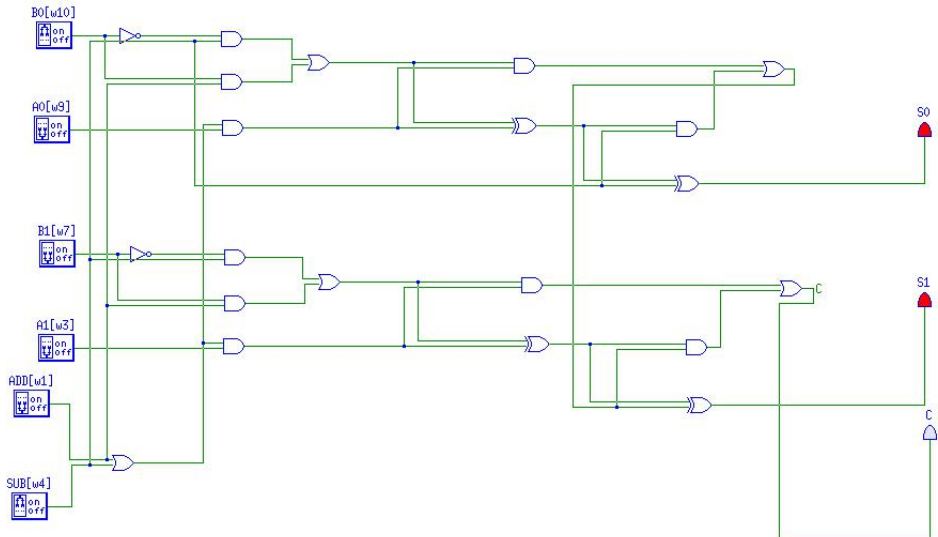 B0[w10]
on
off
A0[w9]
on
off
S0
B1[w7]
on
off
C
S1
A1[w3]
on
off
ADD[w1]
on
off
C
SUB[w4]
on
off